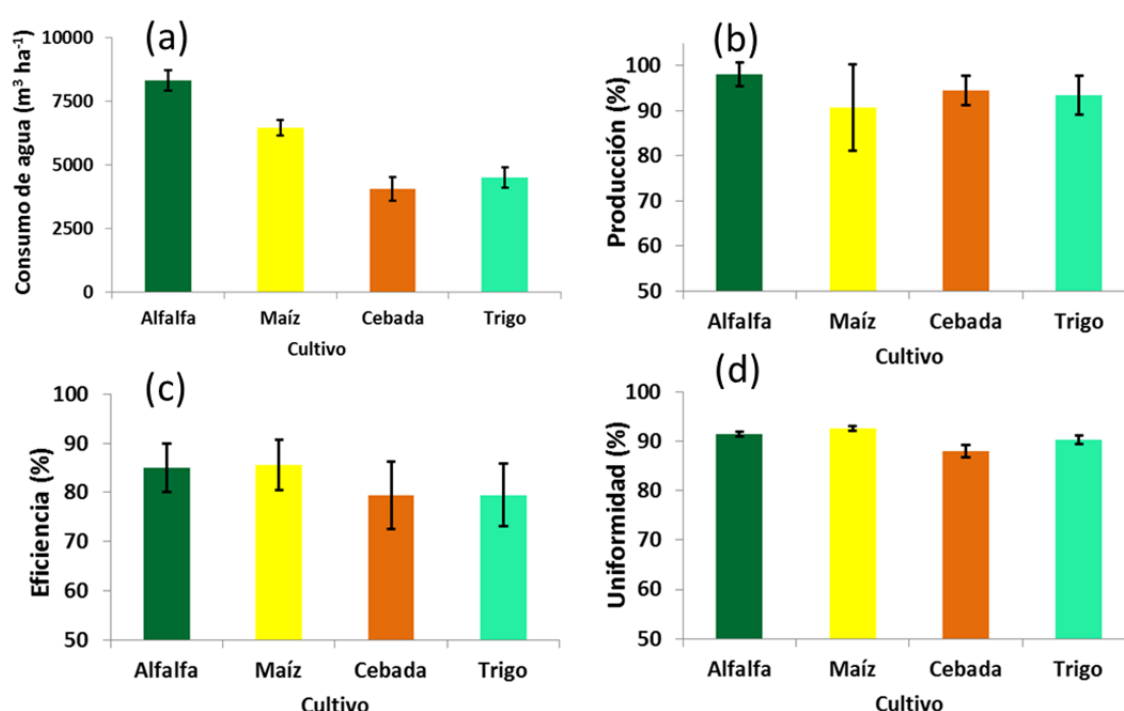 (a)
Consumo de agua (m³ ha⁻¹)
10000
7500
5000
2500
0
Alfalfa Maíz Cebada Trigo
Cultivo
(b)
Producción (%)
100
90
80
70
60
50
Alfalfa Maíz Cebada Trigo
Cultivo
(c)
Eficiencia (%)
100
90
80
70
60
50
Alfalfa Maíz Cebada Trigo
Cultivo
(d)
Uniformidad (%)
100
90
80
70
60
50
Alfalfa Maíz Cebada Trigo
Cultivo